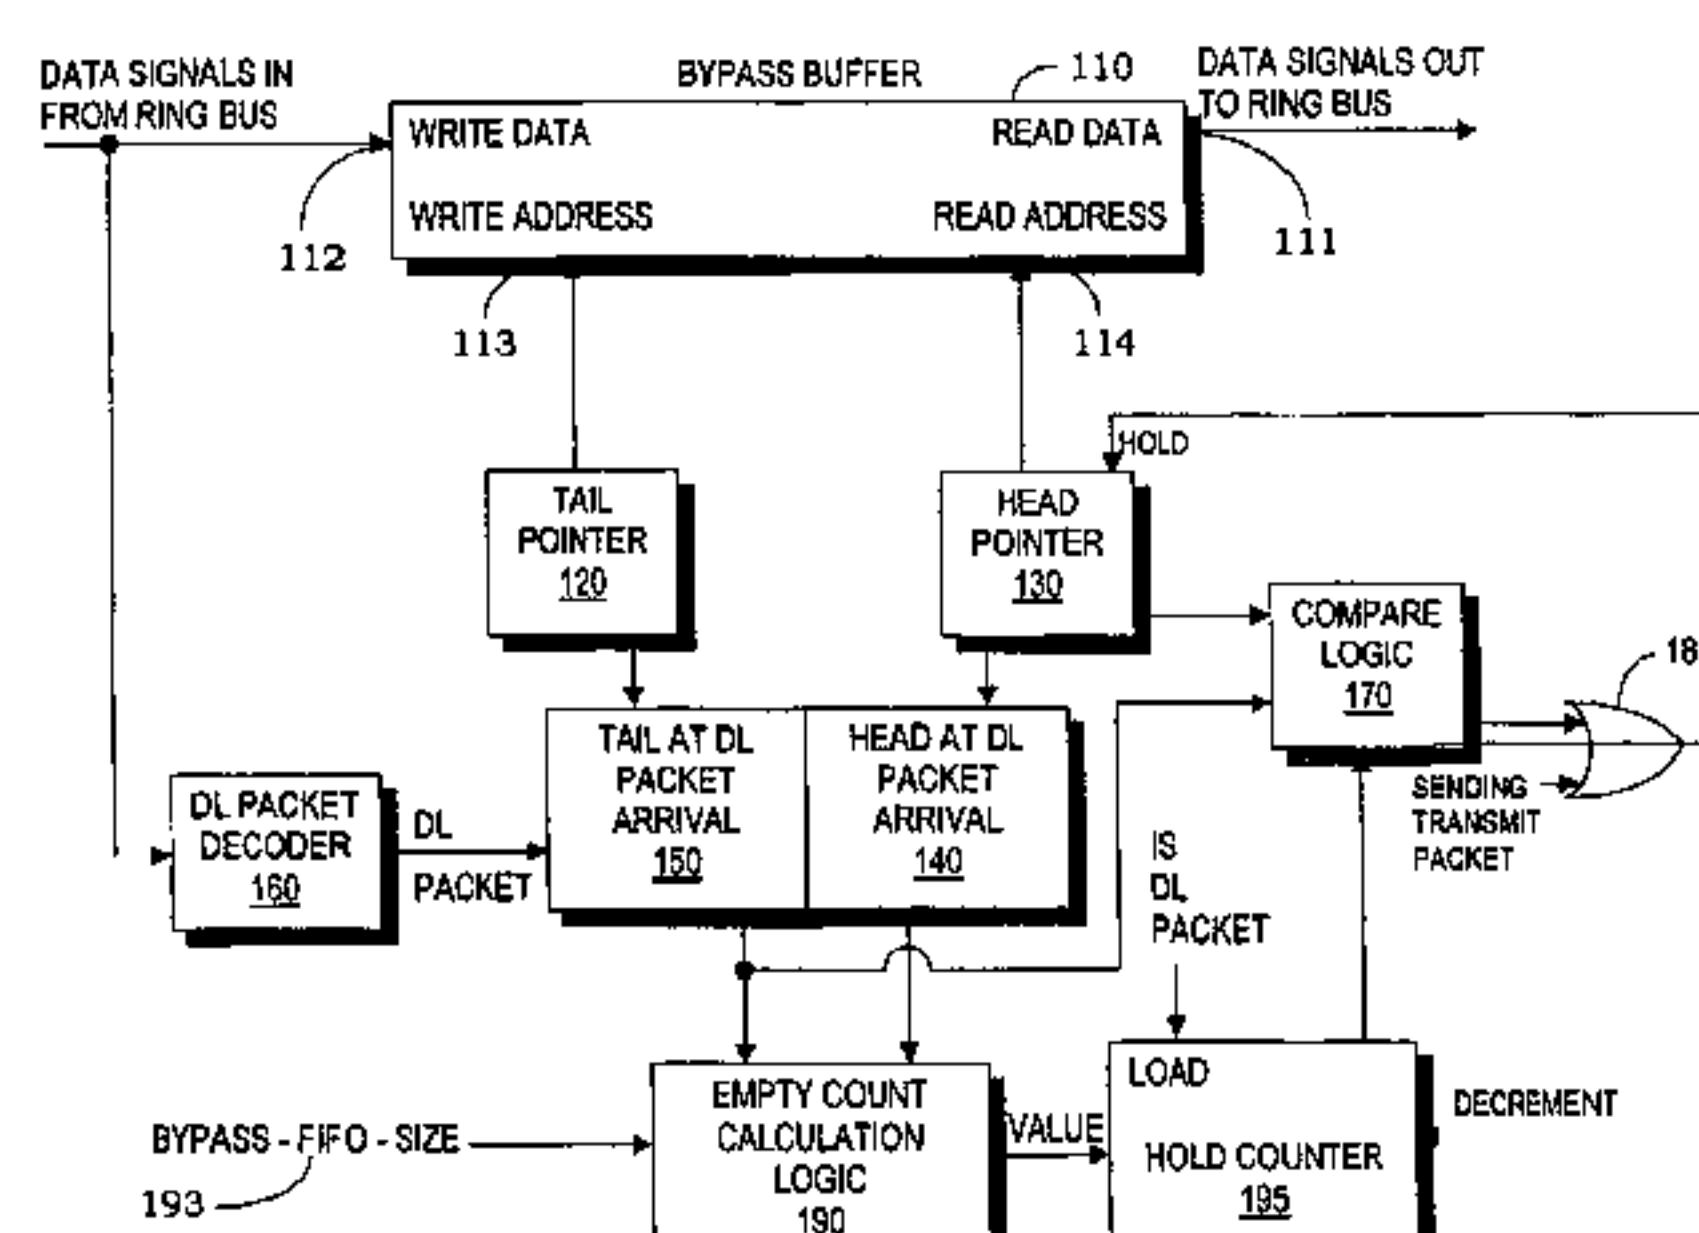 DATA SIGNALS IN
FROM RING BUS
BYPASS BUFFER
110
DATA SIGNALS OUT
TO RING BUS
WRITE DATA
READ DATA
WRITE ADDRESS
READ ADDRESS
112
111
113
114
HOLD
TAIL
POINTER
120
HEAD
POINTER
130
COMPARE
LOGIC
170
18
TAIL AT DL
PACKET
ARRIVAL
150
HEAD AT DL
PACKET
ARRIVAL
140
DL PACKET
DECODER
160
DL
PACKET
SENDING
TRANSMIT
PACKET
IS
DL
PACKET
EMPTY COUNT
CALCULATION
LOGIC
190
BYPASS - FIFO - SIZE
193
VALUE
LOAD
HOLD COUNTER
195
DECREMENT